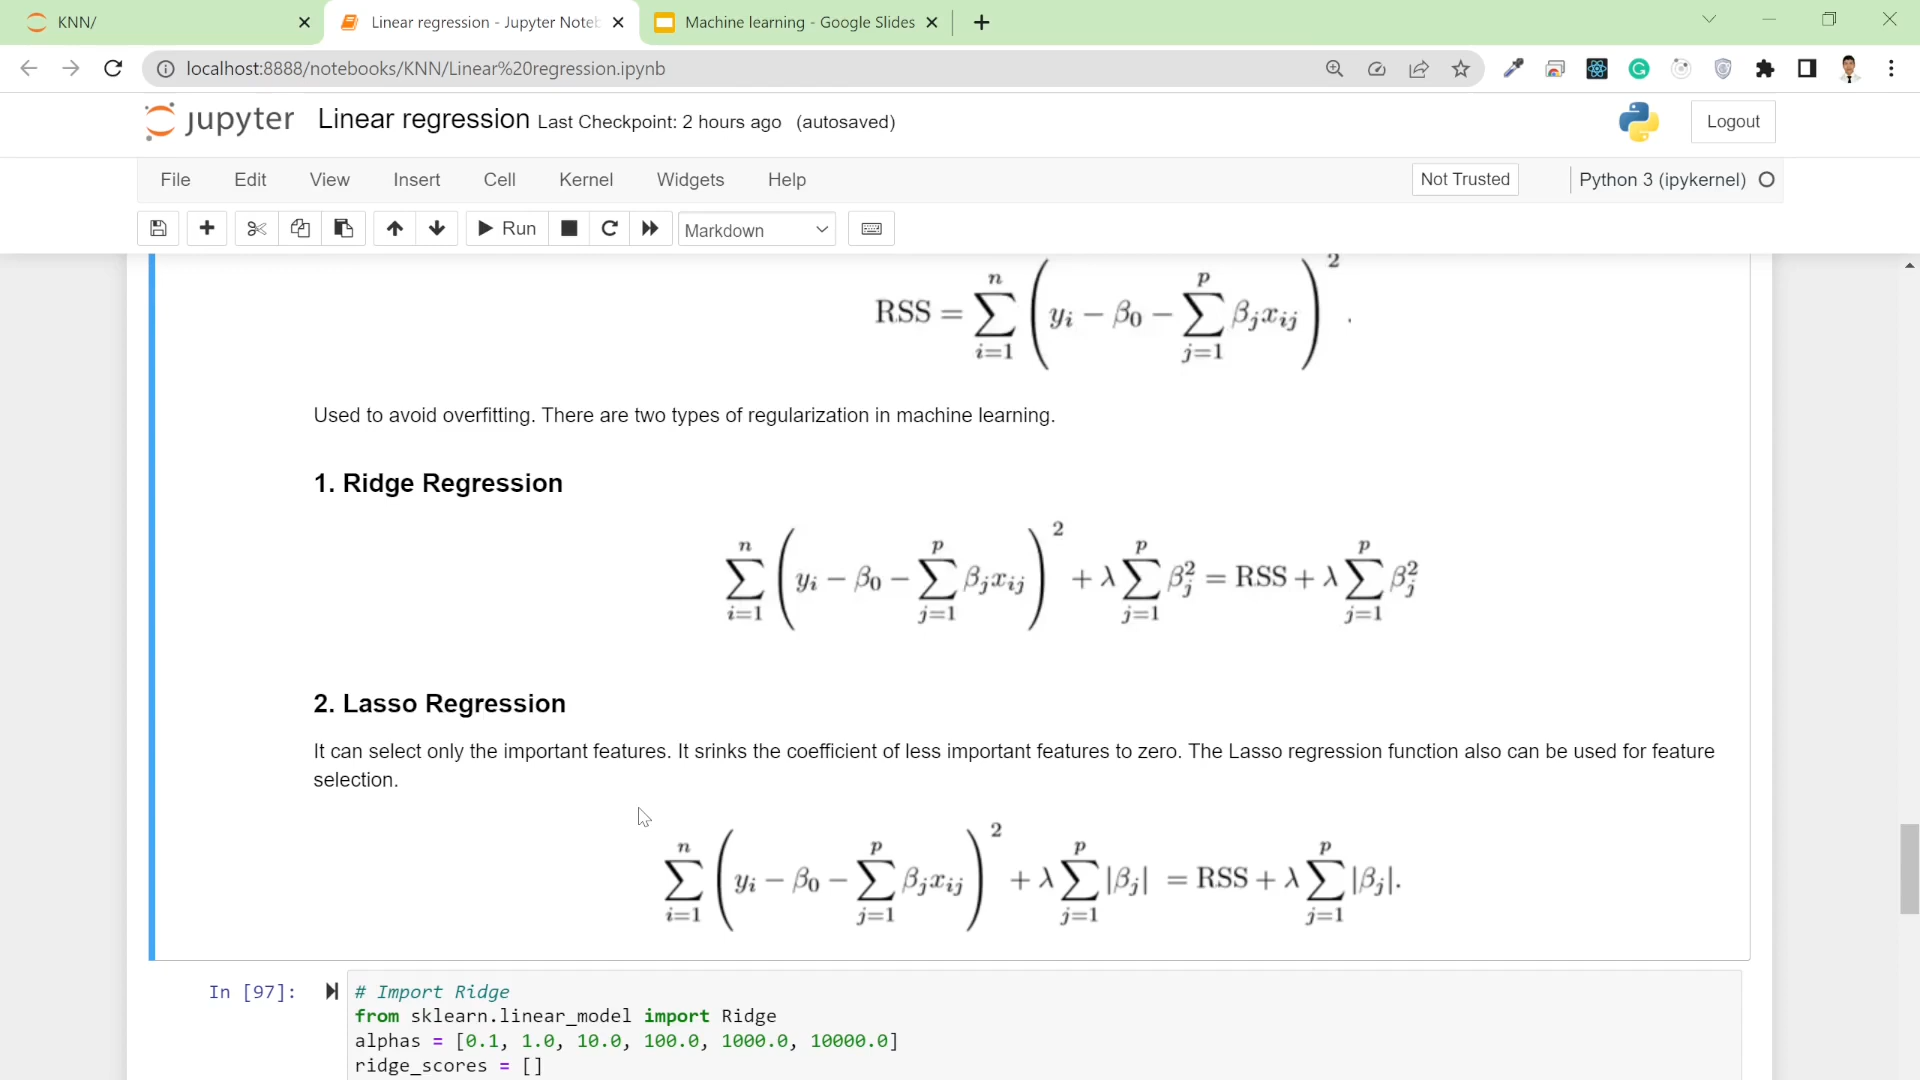 KNN/
Linear regression - Jupyter Noteb
Machine learning - Google Slides
localhost:8888/notebooks/KNN/Linear%20regression.ipynb
jupyter Linear regression Last Checkpoint: 2 hours ago (autosaved)
Logout
File Edit View Insert Cell Kernel Widgets Help
Not Trusted
Python 3 (ipykernel)
Run
Markdown
RSS = ∑_{i=1}^{n} (y_i − β_0 − ∑_{j=1}^{p} β_j x_{ij})^2 .
Used to avoid overfitting. There are two types of regularization in machine learning.
1. Ridge Regression
∑_{i=1}^{n} (y_i − β_0 − ∑_{j=1}^{p} β_j x_{ij})^2 + λ ∑_{j=1}^{p} β_j^2 = RSS + λ ∑_{j=1}^{p} β_j^2
2. Lasso Regression
It can select only the important features. It srinks the coefficient of less important features to zero. The Lasso regression function also can be used for feature
selection.
∑_{i=1}^{n} (y_i − β_0 − ∑_{j=1}^{p} β_j x_{ij})^2 + λ ∑_{j=1}^{p} |β_j| = RSS + λ ∑_{j=1}^{p} |β_j|.
In [97]:
# Import Ridge
from sklearn.linear_model import Ridge
alphas = [0.1, 1.0, 10.0, 100.0, 1000.0, 10000.0]
ridge_scores = []